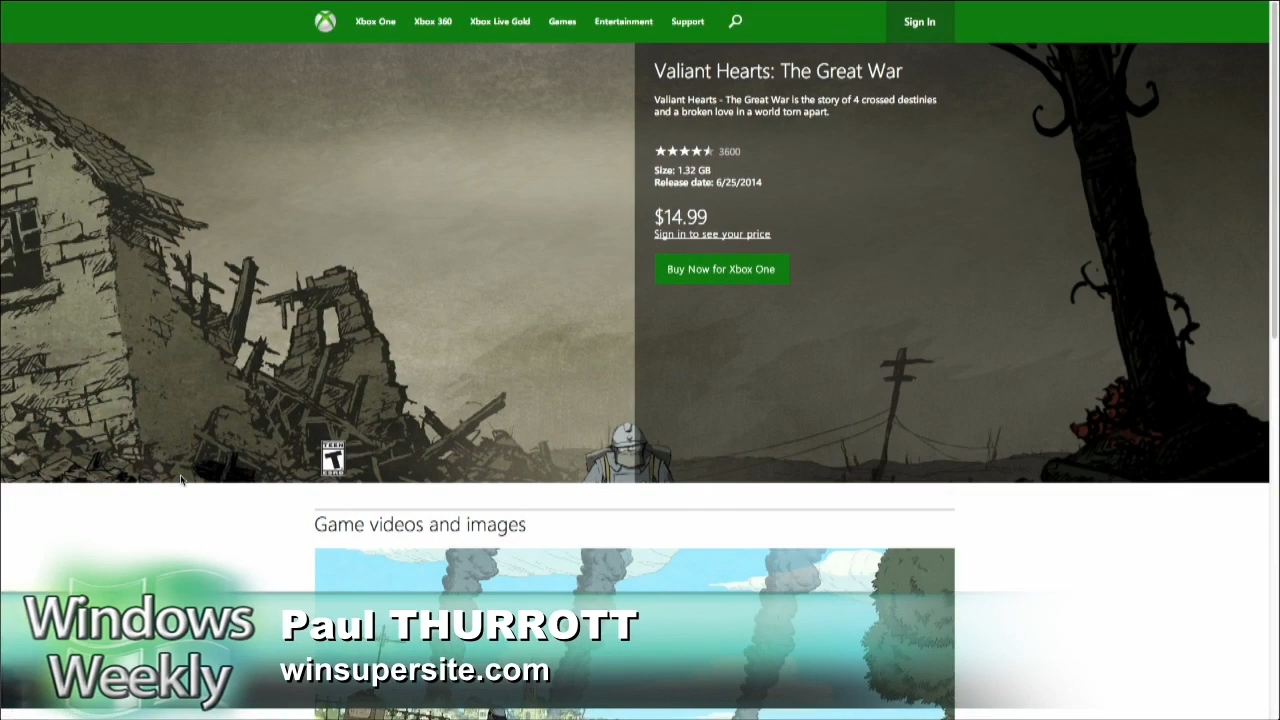 Xbox One Xbox 360 Xbox Live Gold Games Entertainment Support Sign In
Valiant Hearts: The Great War
Valiant Hearts - The Great War is the story of 4 crossed destinies
and a broken love in a world torn apart.
3600
Size: 1.32 GB
Release date: 6/25/2014
$14.99
Sign in to see your price
Buy Now for Xbox One
TEEN
T
ESRB
Game videos and images
Windows
Weekly
Paul THURROTT
winsupersite.com